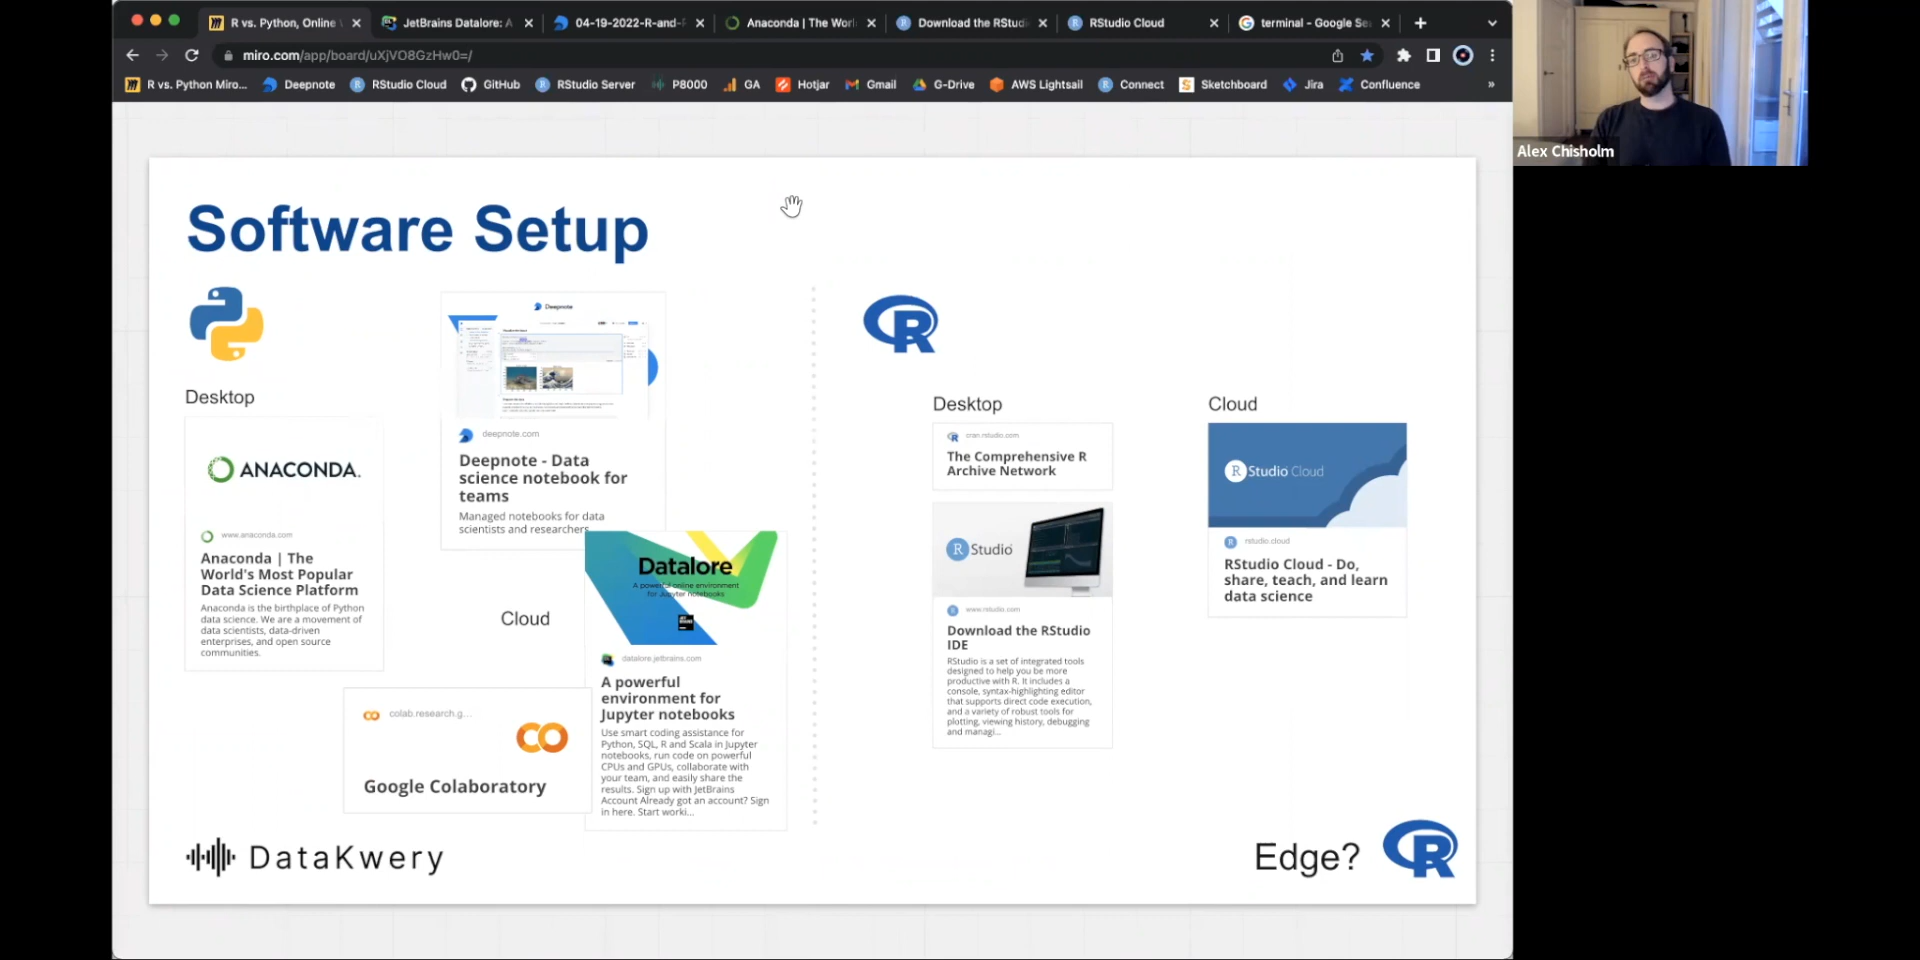 R vs. Python, Online
JetBrains Datalore: A
04-19-2022-R-and-
Anaconda | The Worl
Download the RStud
RStudio Cloud
terminal - Google Se
miro.com/app/board/uXjVO8GzHw0=/
R vs. Python Miro...
Deepnote
RStudio Cloud
GitHub
RStudio Server
P8000
GA
Hotjar
Gmail
G-Drive
AWS Lightsail
Connect
Sketchboard
Jira
Confluence
»
Alex Chisholm
Software Setup
Desktop
ANACONDA.
www.anaconda.com
Anaconda | The
World's Most Popular
Data Science Platform
Anaconda is the birthplace of Python
data science. We are a movement of
data scientists, data-driven
enterprises, and open source
communities.
Deepnote
deepnote.com
Deepnote - Data
science notebook for
teams
Managed notebooks for data
scientists and researchers
Cloud
Datalore
A powerful online environment
for Jupyter notebooks
datalore.jetbrains.com
A powerful
environment for
Jupyter notebooks
Use smart coding assistance for
Python, SQL, R and Scala in Jupyter
notebooks, run code on powerful
CPUs and GPUs, collaborate with
your team, and easily share the
results. Sign up with JetBrains
Account Already got an account? Sign
in here. Start worki...
colab.research.g...
CO
Google Colaboratory
R
Desktop
cran.rstudio.com
The Comprehensive R
Archive Network
R Studio
www.rstudio.com
Download the RStudio
IDE
RStudio is a set of integrated tools
designed to help you be more
productive with R. It includes a
console, syntax-highlighting editor
that supports direct code execution,
and a variety of robust tools for
plotting, viewing history, debugging
and managi...
Cloud
R Studio Cloud
rstudio.cloud
RStudio Cloud - Do,
share, teach, and learn
data science
DataKwery
Edge?
R